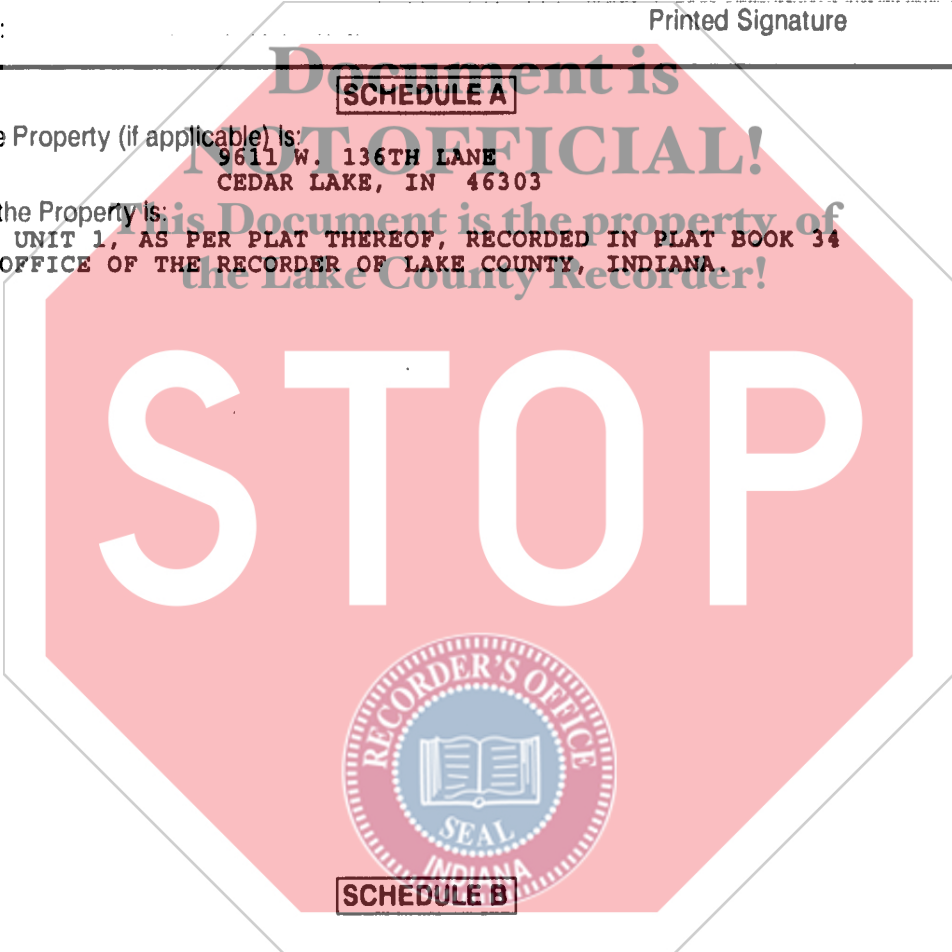 :
Printed Signature
Document is
SCHEDULE A
NOT OFFICIAL!
e Property (if applicable) is:
9611 W. 136TH LANE
CEDAR LAKE, IN 46303
This Document is the property of
the Property is:
UNIT 1, AS PER PLAT THEREOF, RECORDED IN PLAT BOOK 34
OFFICE OF THE RECORDER OF LAKE COUNTY, INDIANA.
the Lake County Recorder!
STOP
RECORDER'S OFFICE
SEAL
INDIANA
SCHEDULE B